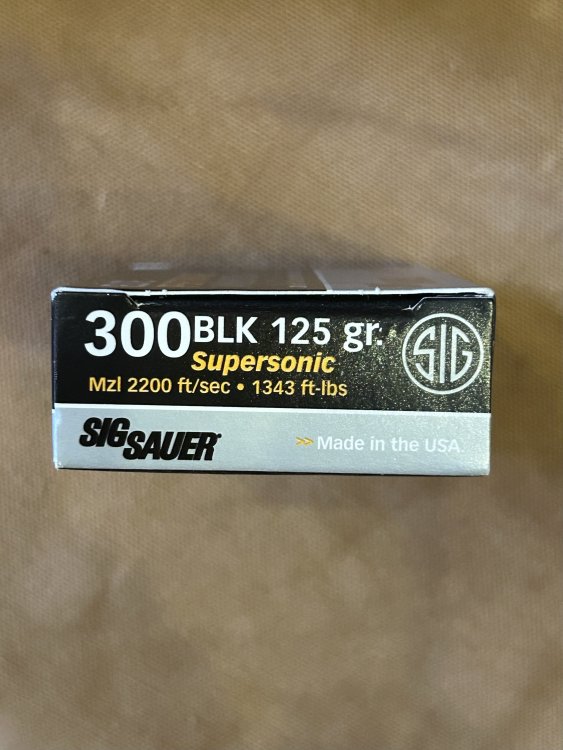 300BLK 125 gr.
Supersonic
Mzl 2200 ft/sec • 1343 ft-lbs
SIG
SIG SAUER
>> Made in the USA